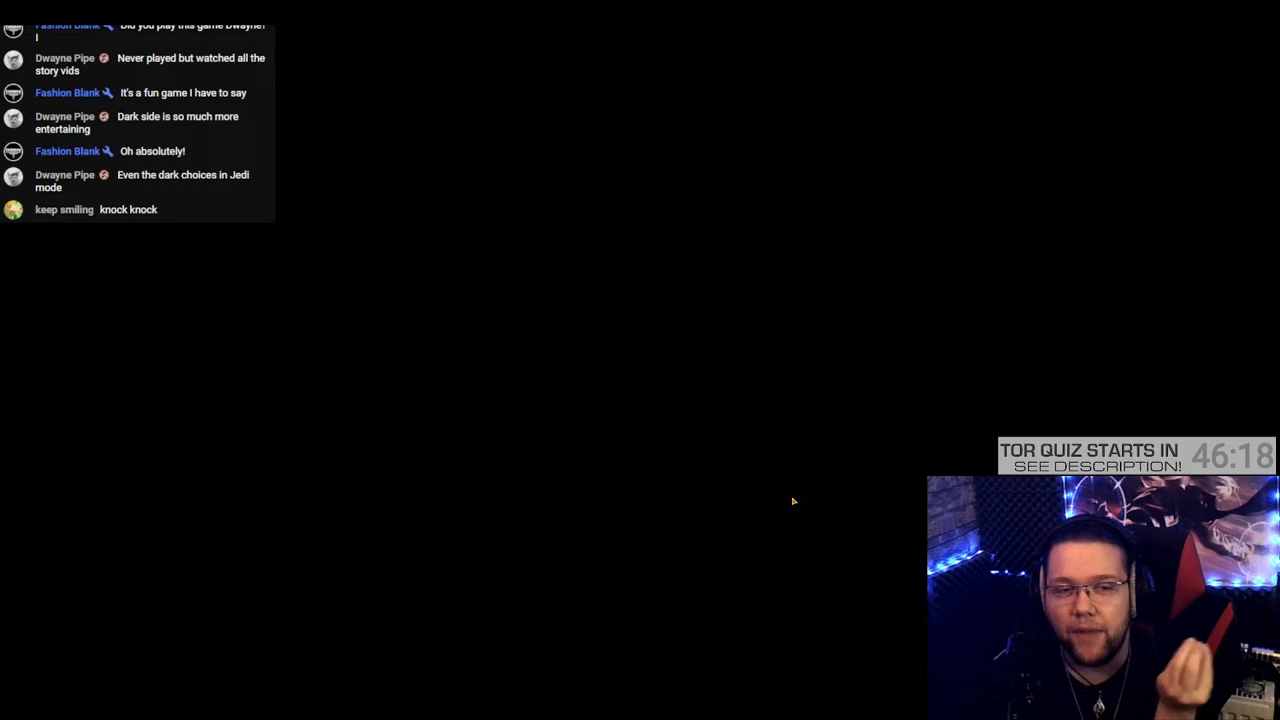 Fashion Blank Did you play this game Dwayne?
I
Dwayne Pipe Never played but watched all the
story vids
Fashion Blank It's a fun game I have to say
Dwayne Pipe Dark side is so much more
entertaining
Fashion Blank Oh absolutely!
Dwayne Pipe Even the dark choices in Jedi
mode
keep smiling knock knock
TOR QUIZ STARTS IN 46:18
SEE DESCRIPTION!